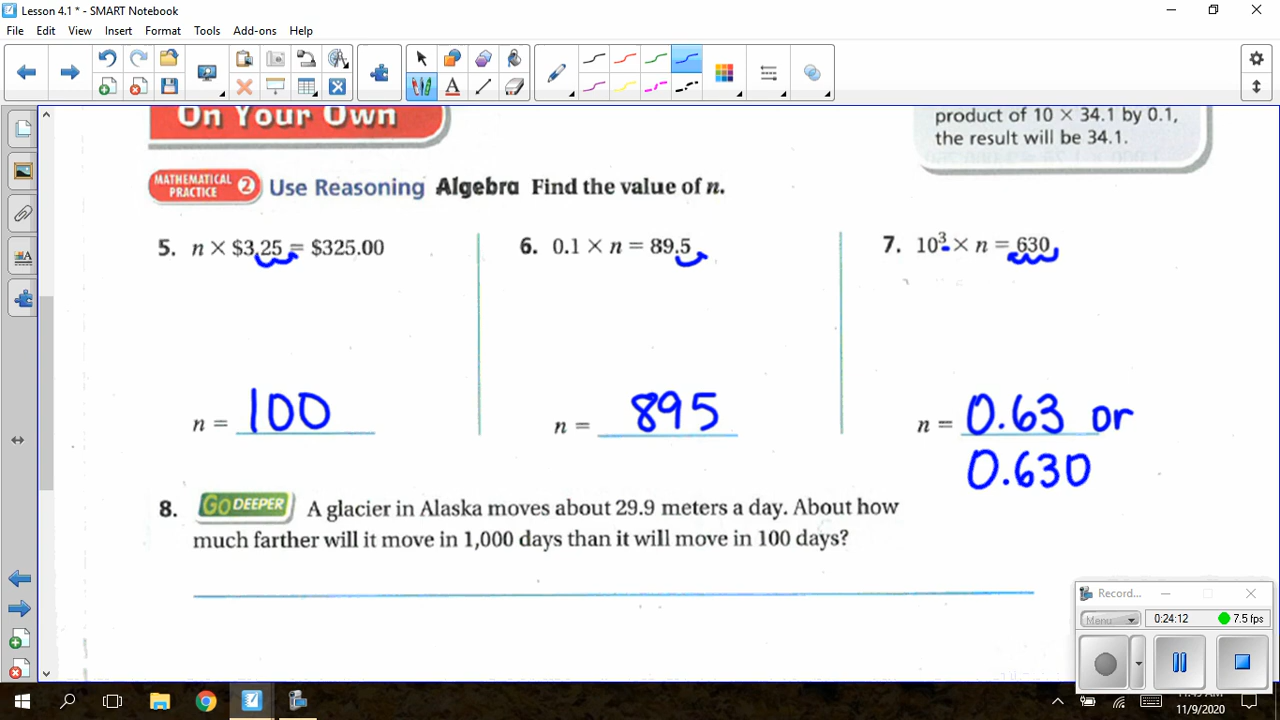 Lesson 4.1 * - SMART Notebook
File Edit View Insert Format Tools Add-ons Help
On Your Own
product of 10 × 34.1 by 0.1,
the result will be 34.1.
MATHEMATICAL PRACTICE 2 Use Reasoning Algebra Find the value of n.
5. n × $3.25 = $325.00
6. 0.1 × n = 89.5
7. 10³ × n = 630
n = 100
n = 895
n = 0.63 or
0.630
8. GO DEEPER A glacier in Alaska moves about 29.9 meters a day. About how
much farther will it move in 1,000 days than it will move in 100 days?
Record...
Menu 0:24:12 7.5 fps
11:45 AM
11/9/2020